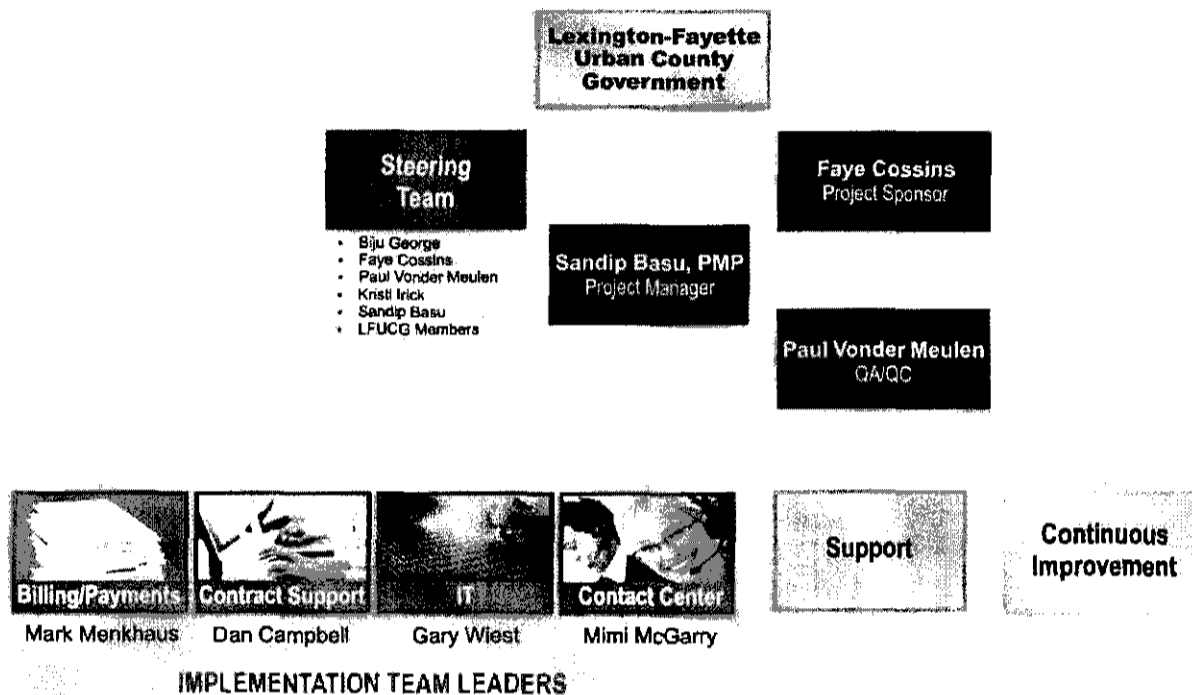 Lexington-Fayette
Urban County
Government
Steering
Team
• Biju George
• Faye Cossins
• Paul Vonder Meulen
• Kristi Irick
• Sandip Basu
• LFUCG Members
Faye Cossins
Project Sponsor
Sandip Basu, PMP
Project Manager
Paul Vonder Meulen
QA/QC
Billing/Payments
Contract Support
IT
Contact Center
Support
Continuous
Improvement
Mark Menkhaus
Dan Campbell
Gary Wiest
Mimi McGarry
IMPLEMENTATION TEAM LEADERS